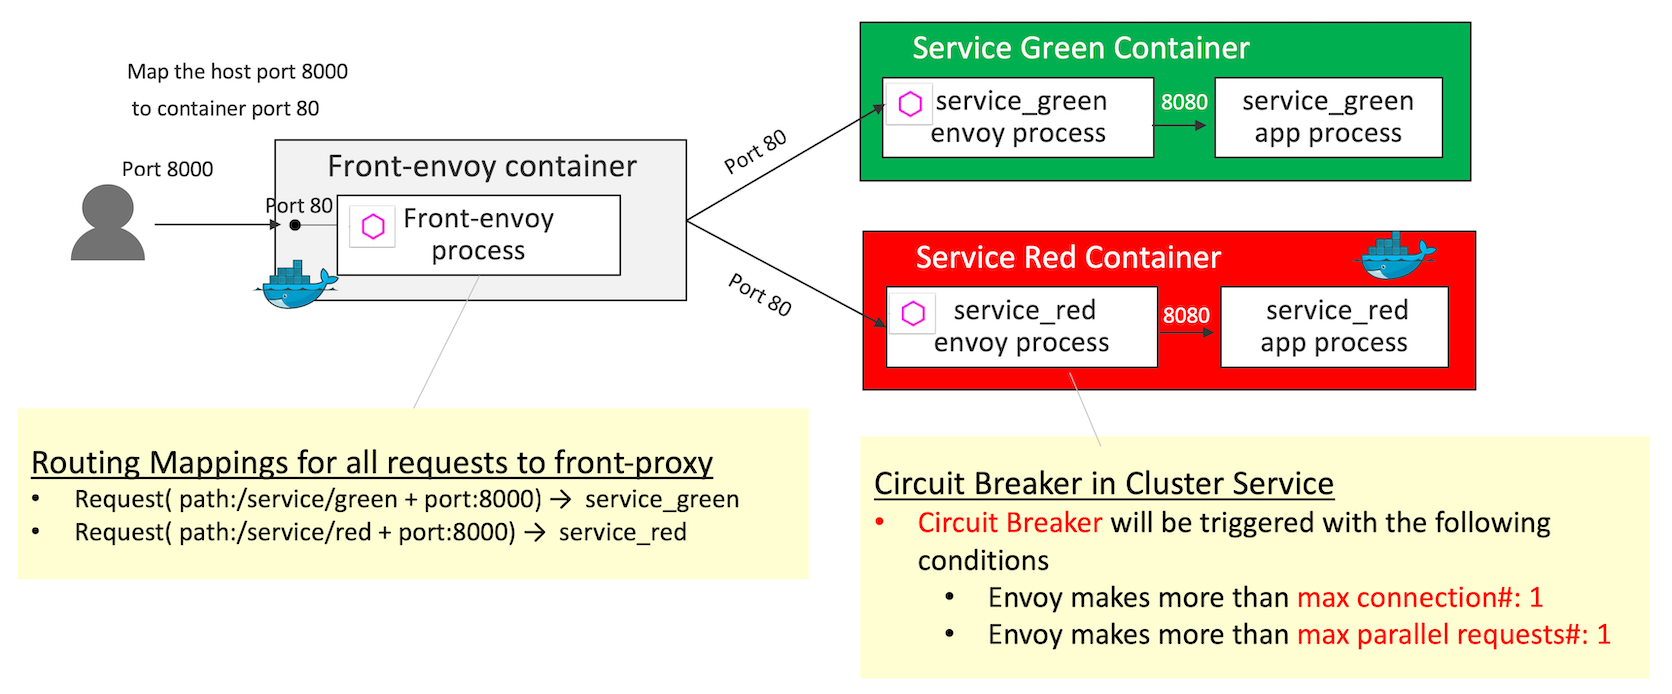 Map the host port 8000
to container port 80
Port 8000
Port 80
Front-envoy container
Front-envoy
process
Port 80
Port 80
Service Green Container
service_green
envoy process
8080
service_green
app process
Service Red Container
service_red
envoy process
8080
service_red
app process
Routing Mappings for all requests to front-proxy
• Request( path:/service/green + port:8000) → service_green
• Request( path:/service/red + port:8000) → service_red
Circuit Breaker in Cluster Service
• Circuit Breaker will be triggered with the following
conditions
• Envoy makes more than max connection#: 1
• Envoy makes more than max parallel requests#: 1